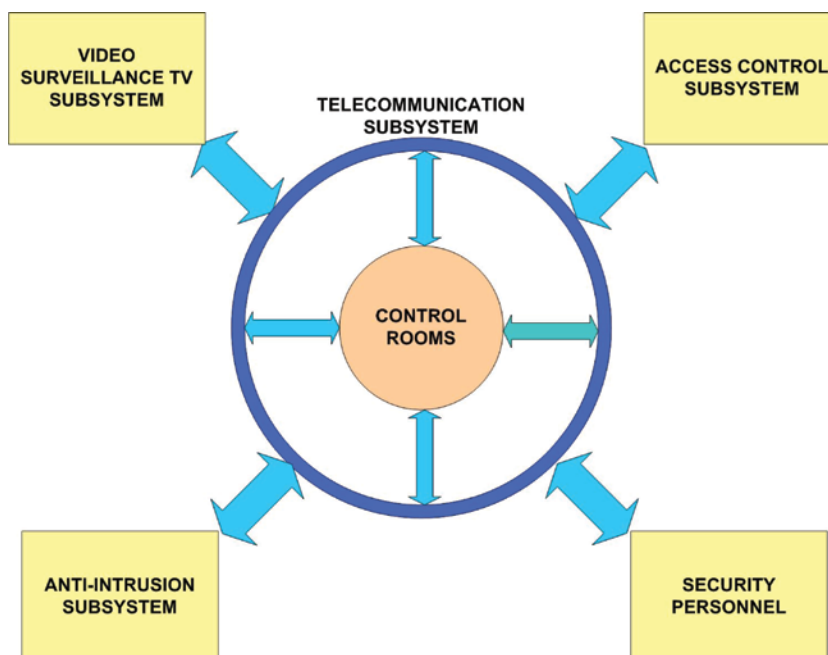 VIDEO
SURVEILLANCE TV
SUBSYSTEM
ACCESS CONTROL
SUBSYSTEM
TELECOMMUNICATION
SUBSYSTEM
CONTROL
ROOMS
ANTI-INTRUSION
SUBSYSTEM
SECURITY
PERSONNEL